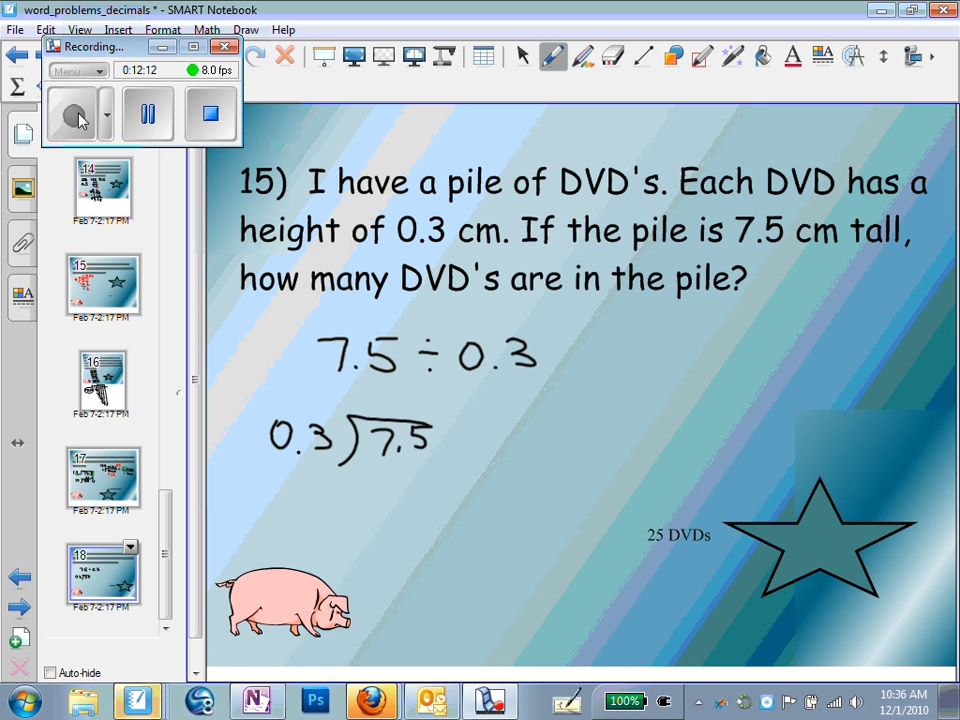 word_problems_decimals * - SMART Notebook
File Edit View Insert Format Math Draw Help
Recording...
Menu 0:12:12 8.0 fps
14
Feb 7-2:17 PM
15
Feb 7-2:17 PM
16
Feb 7-2:17 PM
17
Feb 7-2:17 PM
18
Feb 7-2:17 PM
Auto-hide
15) I have a pile of DVD's. Each DVD has a
height of 0.3 cm. If the pile is 7.5 cm tall,
how many DVD's are in the pile?
7.5 ÷ 0.3
0.3)7.5
25 DVDs
Ps
100%
10:36 AM
12/1/2010